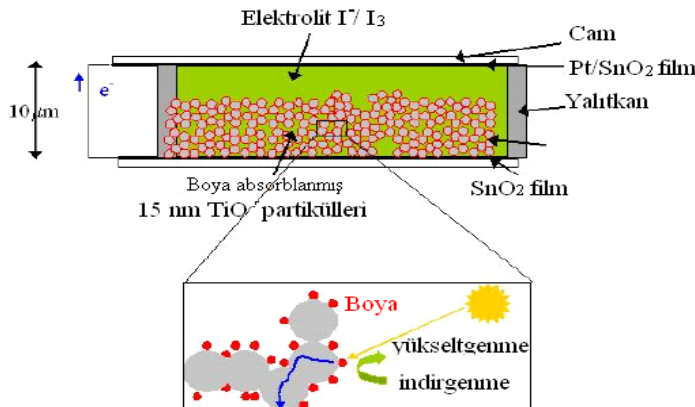 Elektrolit I⁻/ I₃
Cam
Pt/SnO₂ film
Yalıtkan
e⁻
10 µm
SnO₂ film
Boya absorblanmış
15 nm TiO partikülleri
Boya
yükseltgenme
indirgenme